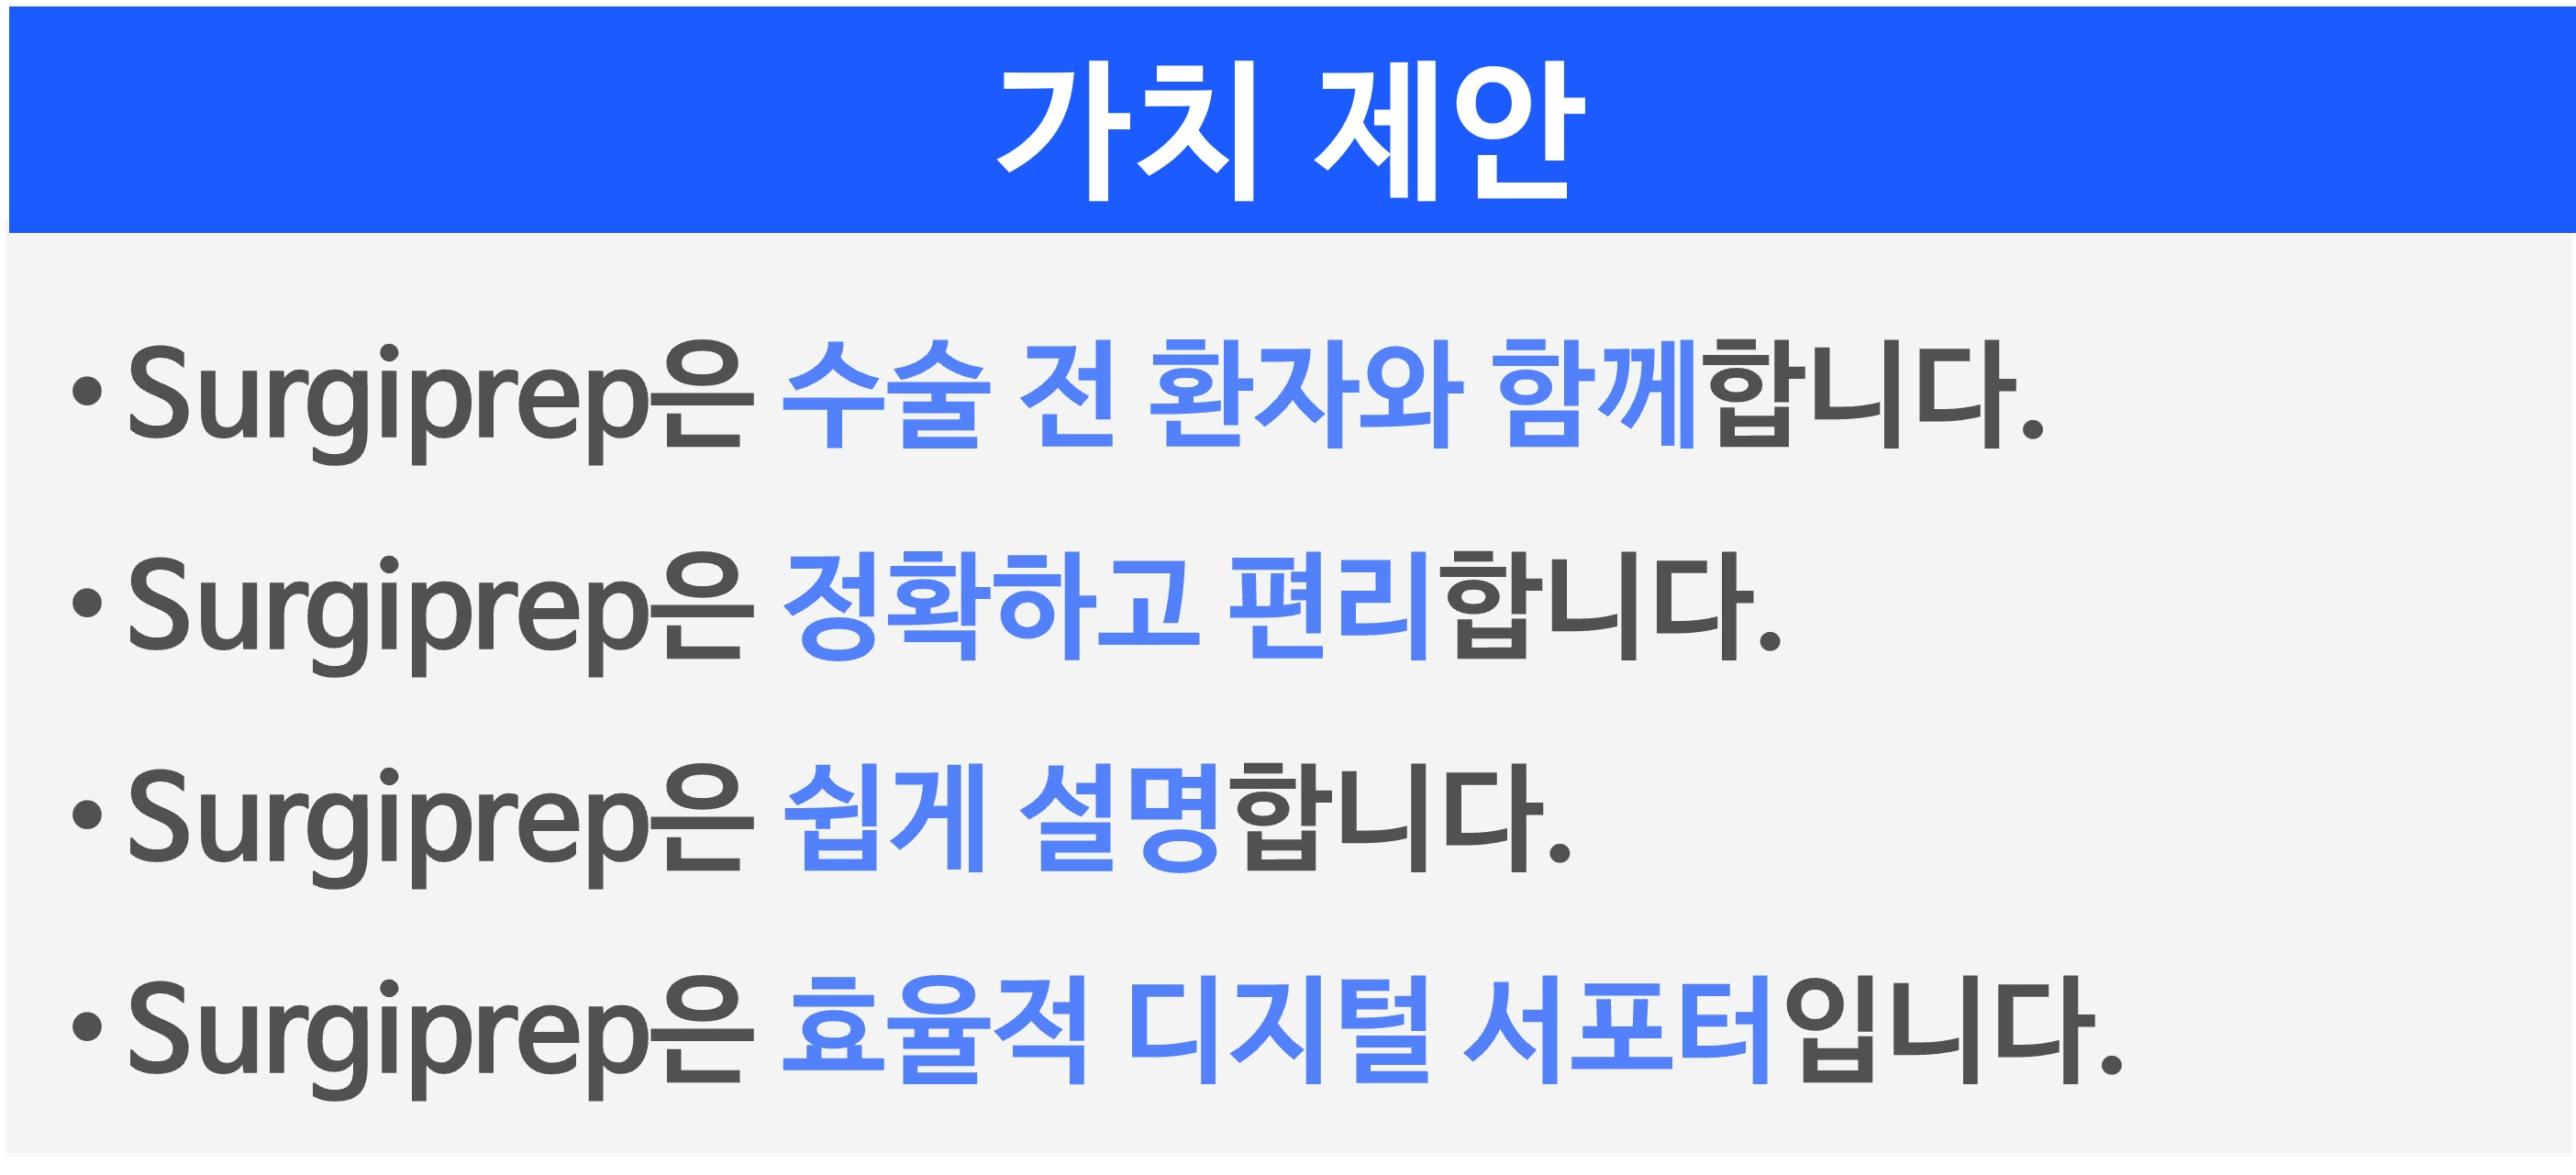 가치 제안
• Surgiprep은 수술 전 환자와 함께합니다.
• Surgiprep은 정확하고 편리합니다.
• Surgiprep은 쉽게 설명합니다.
• Surgiprep은 효율적 디지털 서포터입니다.